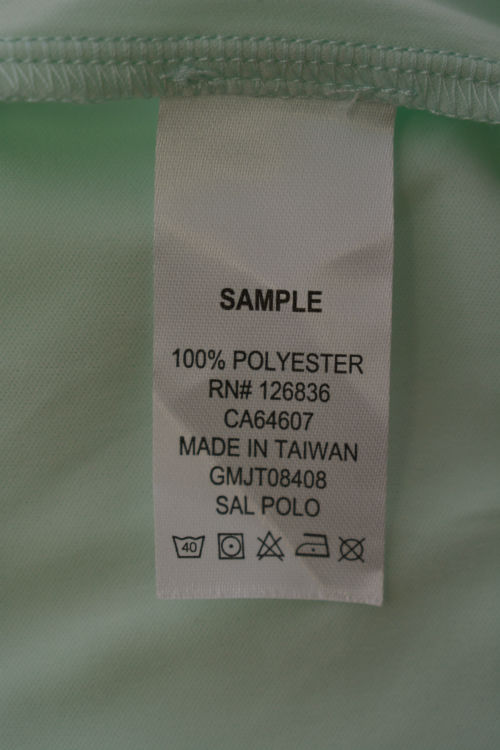 SAMPLE
100% POLYESTER
RN# 126836
CA64607
MADE IN TAIWAN
GMJT08408
SAL POLO
40